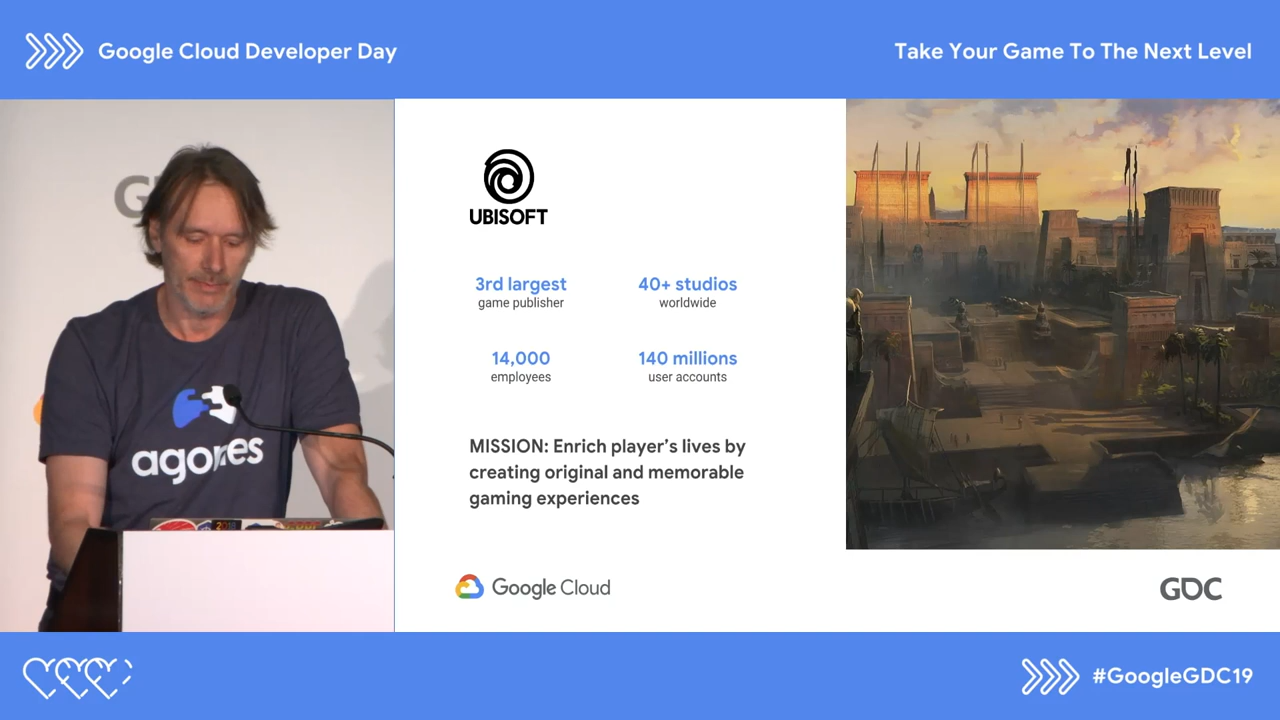 Google Cloud Developer Day
Take Your Game To The Next Level
UBISOFT
3rd largest
game publisher
40+ studios
worldwide
14,000
employees
140 millions
user accounts
MISSION: Enrich player's lives by
creating original and memorable
gaming experiences
Google Cloud
GDC
#GoogleGDC19
agones
2018